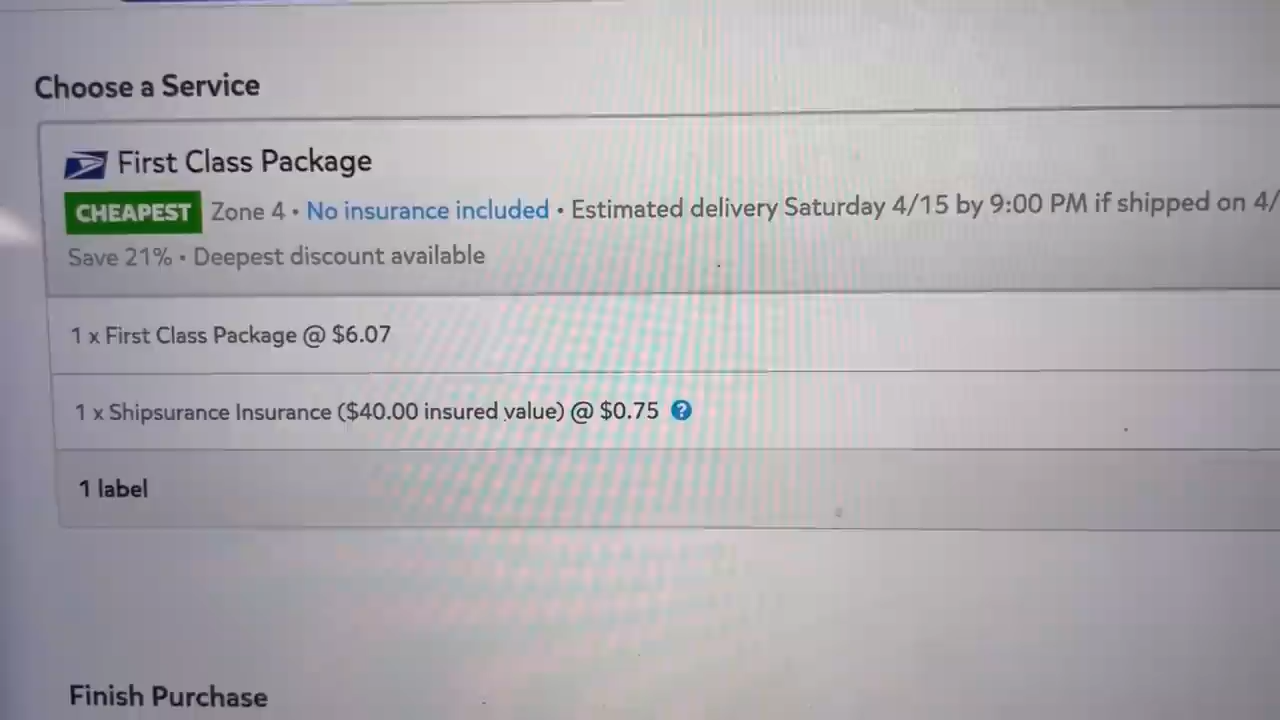 Choose a Service
First Class Package
CHEAPEST Zone 4 • No insurance included • Estimated delivery Saturday 4/15 by 9:00 PM if shipped on 4/
Save 21% • Deepest discount available
1 x First Class Package @ $6.07
1 x Shipsurance Insurance ($40.00 insured value) @ $0.75 ?
1 label
Finish Purchase